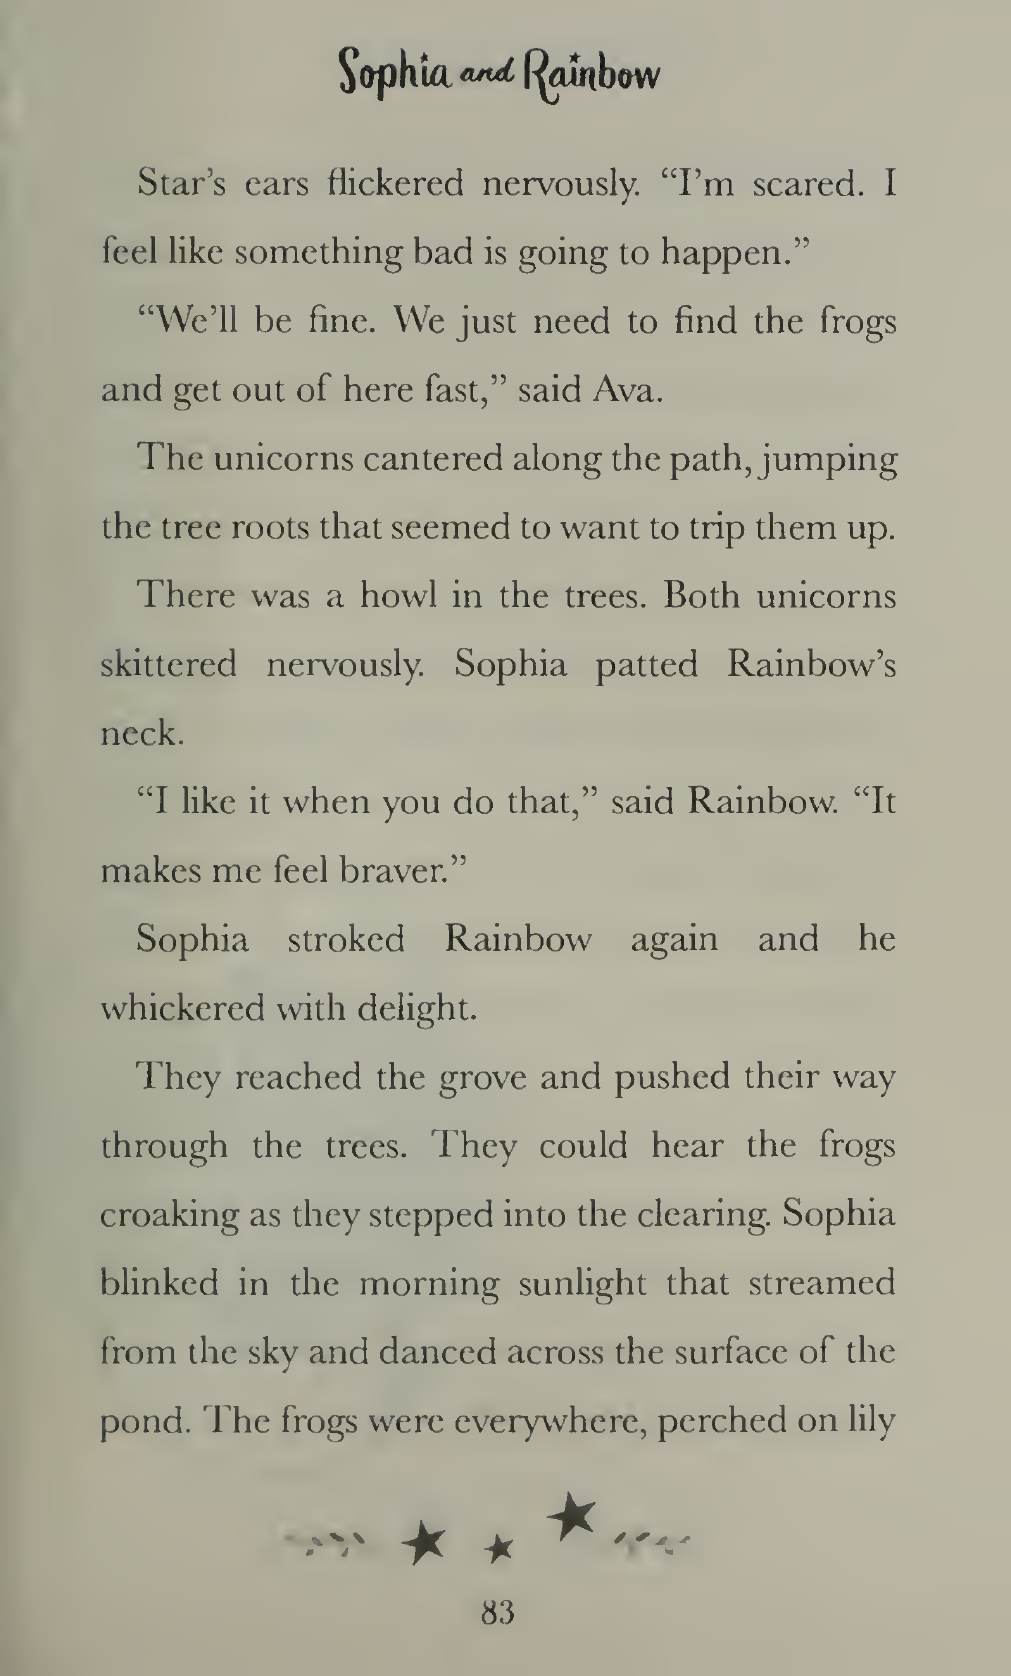 Sophia and Rainbow
Star’s ears flickered nervously. “I’m scared. I
feel like something bad is going to happen.”
“We’ll be fine. We just need to find the frogs
and get out of here fast,” said Ava.
The unicorns cantered along the path, jumping
the tree roots that seemed to want to trip them up.
There was a howl in the trees. Both unicorns
skittered nervously. Sophia patted Rainbow’s
neck.
“I like it when you do that,” said Rainbow. “It
makes me feel braver.”
Sophia stroked Rainbow again and he
whickered with delight.
They reached the grove and pushed their way
through the trees. They could hear the frogs
croaking as they stepped into the clearing. Sophia
blinked in the morning sunlight that streamed
from the sky and danced across the surface of the
pond. The frogs were everywhere, perched on lily
83